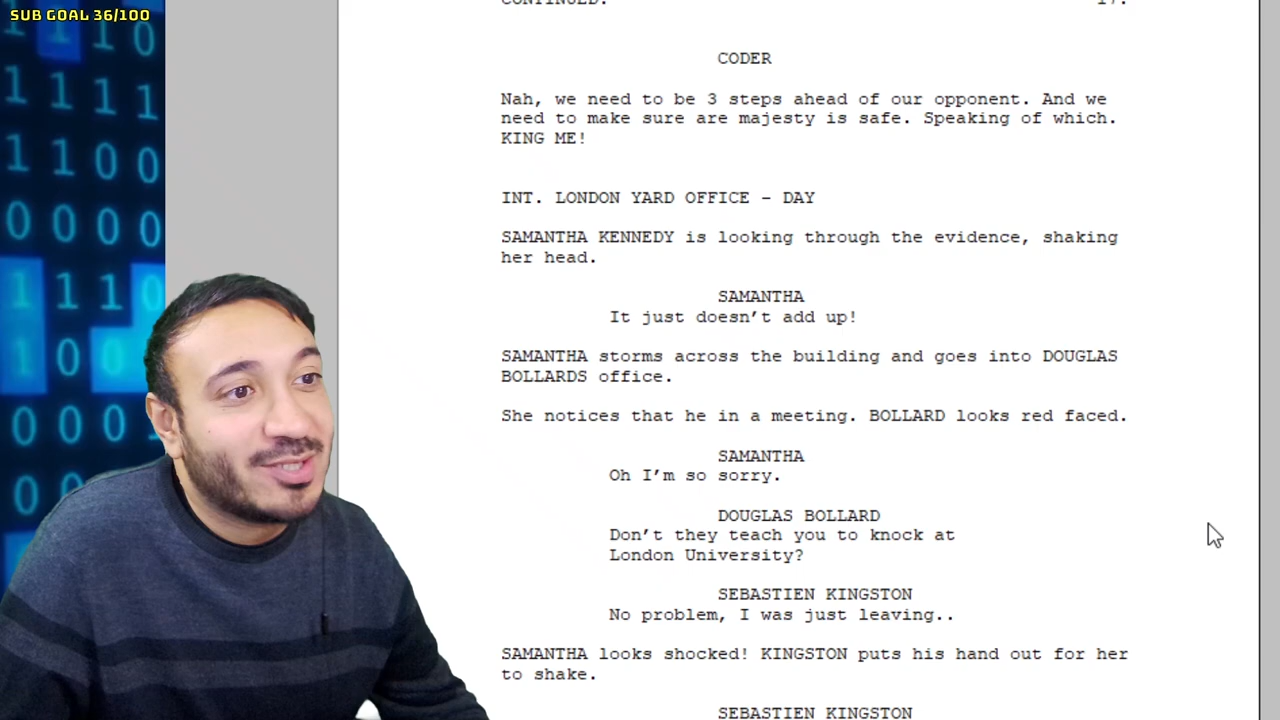 SUB GOAL 36/100
CONTINUED: 17.
CODER
Nah, we need to be 3 steps ahead of our opponent. And we
need to make sure are majesty is safe. Speaking of which.
KING ME!
INT. LONDON YARD OFFICE - DAY
SAMANTHA KENNEDY is looking through the evidence, shaking
her head.
SAMANTHA
It just doesn't add up!
SAMANTHA storms across the building and goes into DOUGLAS
BOLLARDS office.
She notices that he in a meeting. BOLLARD looks red faced.
SAMANTHA
Oh I'm so sorry.
DOUGLAS BOLLARD
Don't they teach you to knock at
London University?
SEBASTIEN KINGSTON
No problem, I was just leaving..
SAMANTHA looks shocked! KINGSTON puts his hand out for her
to shake.
SEBASTIEN KINGSTON